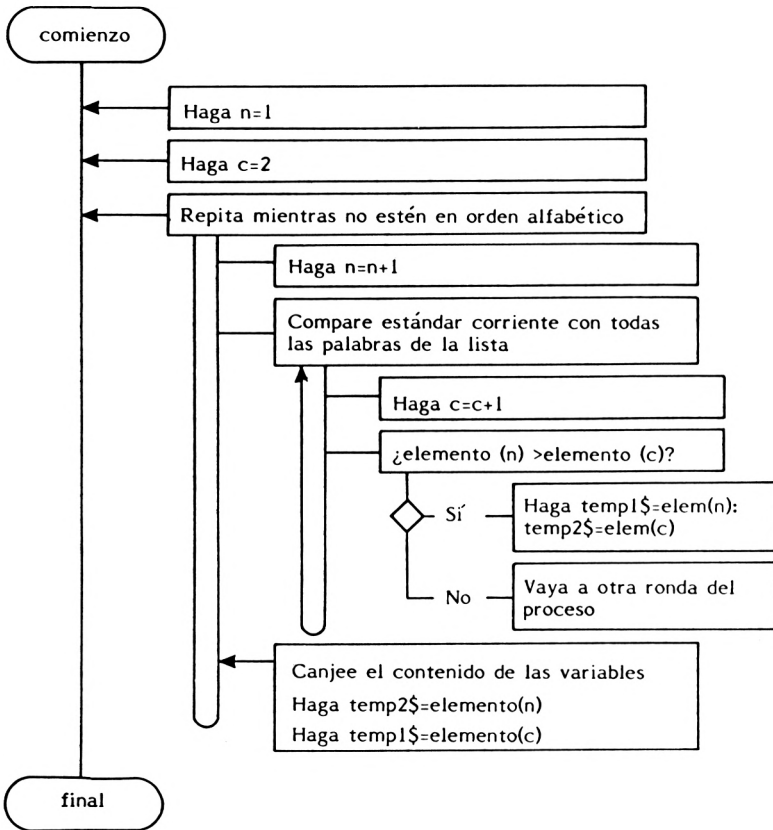 comienzo
Haga n=1
Haga c=2
Repita mientras no estén en orden alfabético
Haga n=n+1
Compare estándar corriente con todas
las palabras de la lista
Haga c=c+1
¿elemento (n) >elemento (c)?
Sí
Haga temp1$=elem(n):
temp2$=elem(c)
No
Vaya a otra ronda del
proceso
Canjee el contenido de las variables
Haga temp2$=elemento(n)
Haga temp1$=elemento(c)
final